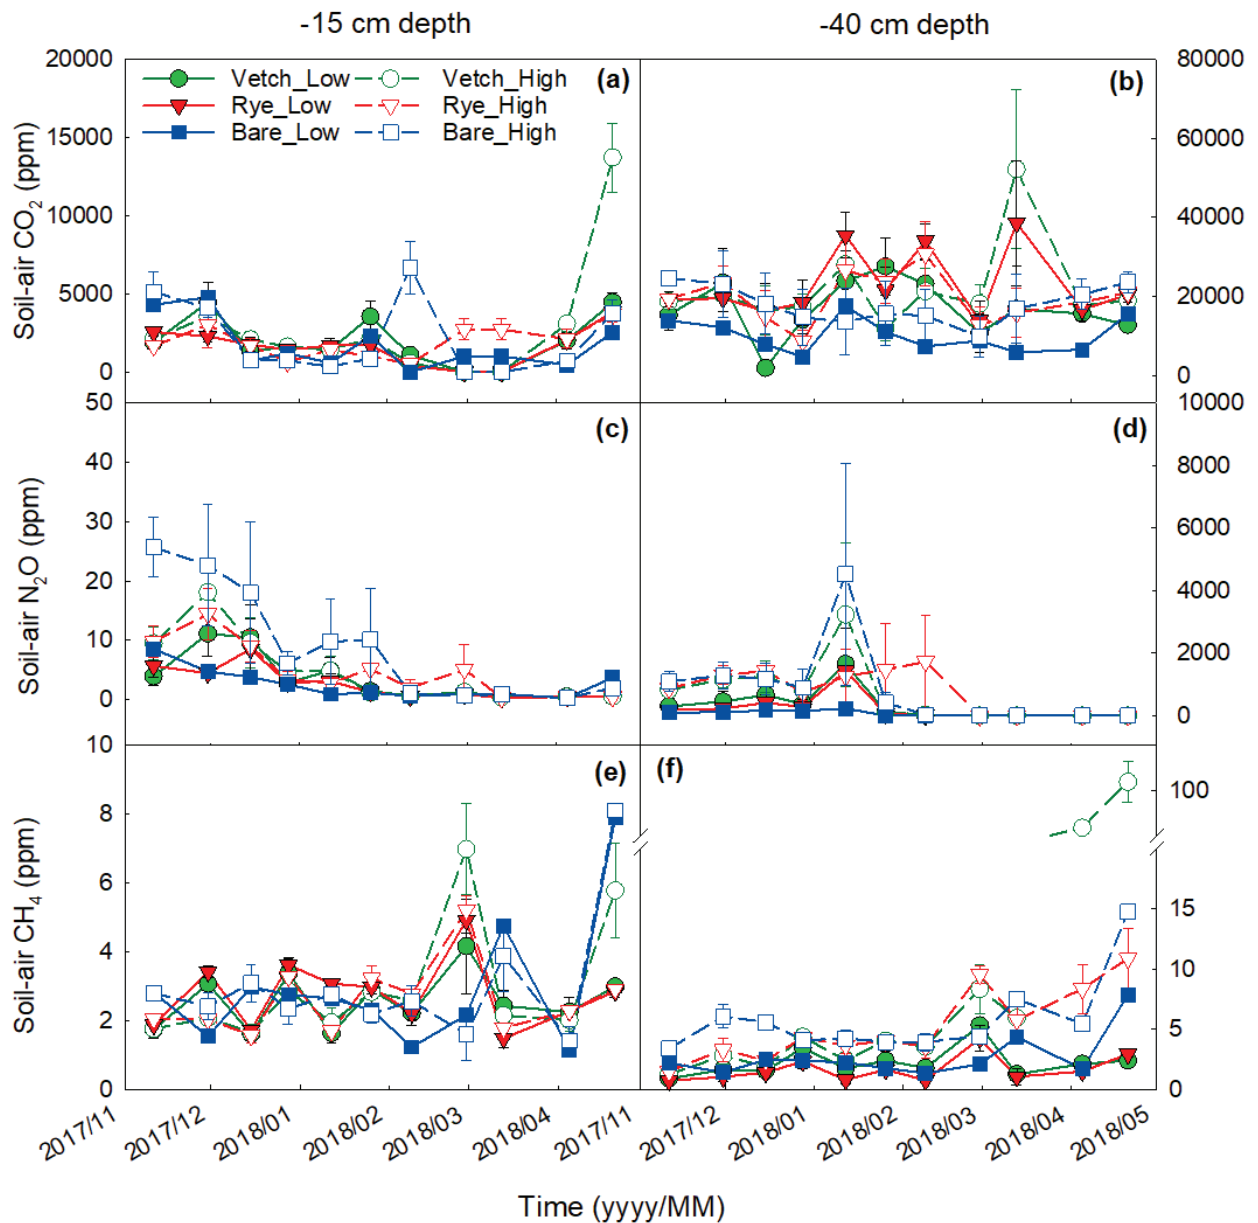 -15 cm depth
-40 cm depth
Soil-air CO2 (ppm)
20000
15000
10000
5000
0
Vetch_Low
Vetch_High
Rye_Low
Rye_High
Bare_Low
Bare_High
(a)
(b)
80000
60000
40000
20000
0
Soil-air N2O (ppm)
50
40
30
20
10
0
(c)
(d)
10000
8000
6000
4000
2000
0
Soil-air CH4 (ppm)
10
8
6
4
2
0
(e)
(f)
100
15
10
5
0
2017/11
2017/12
2018/01
2018/02
2018/03
2018/04
2017/11
2017/12
2018/01
2018/02
2018/03
2018/04
2018/05
Time (yyyy/MM)